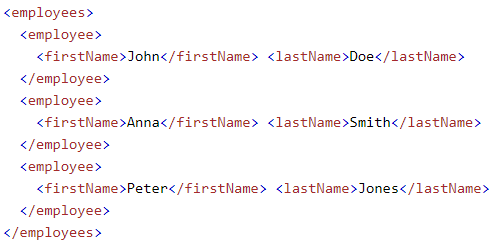 <employees>
  <employee>
    <firstName>John</firstName> <lastName>Doe</lastName>
  </employee>
  <employee>
    <firstName>Anna</firstName> <lastName>Smith</lastName>
  </employee>
  <employee>
    <firstName>Peter</firstName> <lastName>Jones</lastName>
  </employee>
</employees>